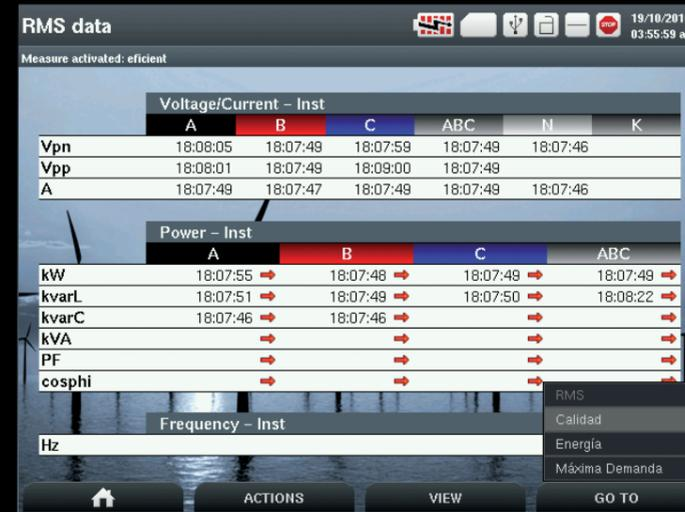 RMS data
STOP
19/10/201
03:55:59 a
Measure activated: eficient
Voltage/Current – Inst
A B C ABC N K
Vpn 18:08:05 18:07:49 18:07:59 18:07:49 18:07:46
Vpp 18:08:01 18:07:49 18:09:00 18:07:49
A 18:07:49 18:07:47 18:07:49 18:07:49 18:07:46
Power – Inst
A B C ABC
kW 18:07:55 18:07:48 18:07:49 18:07:49
kvarL 18:07:51 18:07:49 18:07:50 18:08:22
kvarC 18:07:46 18:07:46
kVA
PF
cosphi
RMS
Calidad
Frequency – Inst
Energía
Hz
Máxima Demanda
ACTIONS VIEW GO TO